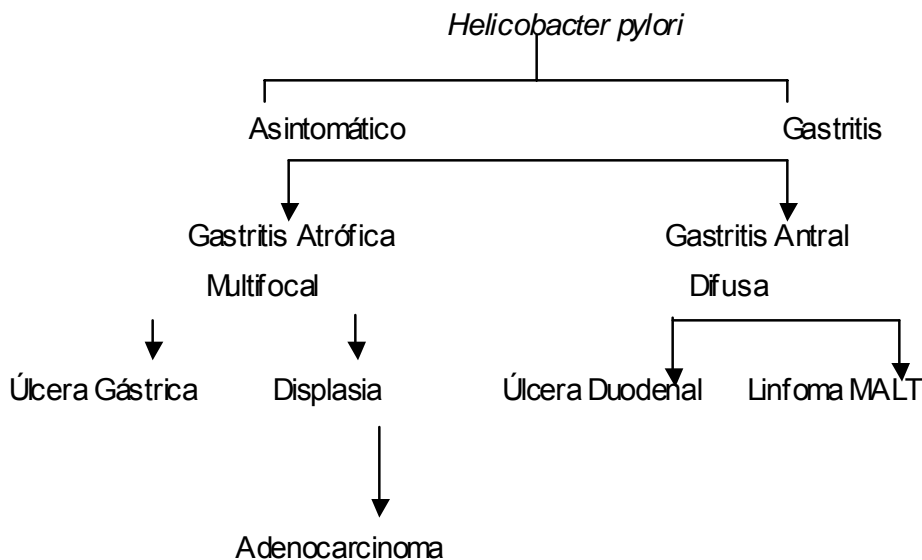 Helicobacter pylori
Asintomático Gastritis
Gastritis Atrófica Gastritis Antral
Multifocal Difusa
Úlcera Gástrica Displasia Úlcera Duodenal Linfoma MALT
Adenocarcinoma